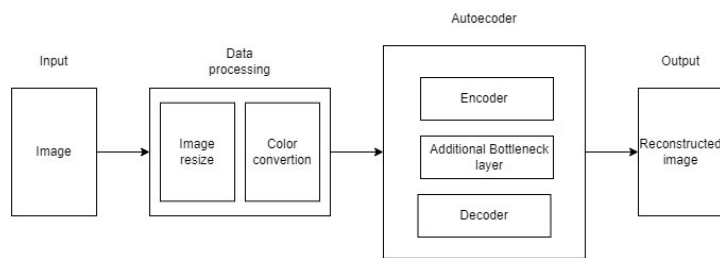 Autoecoder
Input
Data
processing
Output
Image
Image
resize
Color
convertion
Encoder
Additional Bottleneck
layer
Decoder
Reconstructed
image